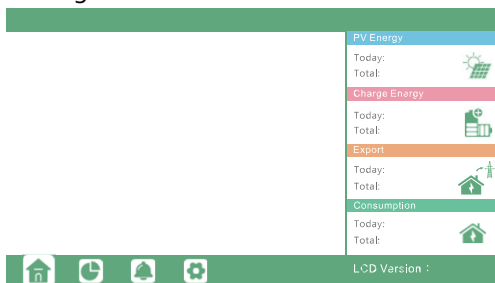 PV Energy
Today:
Total:
Charge Energy
Today:
Total:
Export
Today:
Total:
Consumption
Today:
Total:
LCD Version :